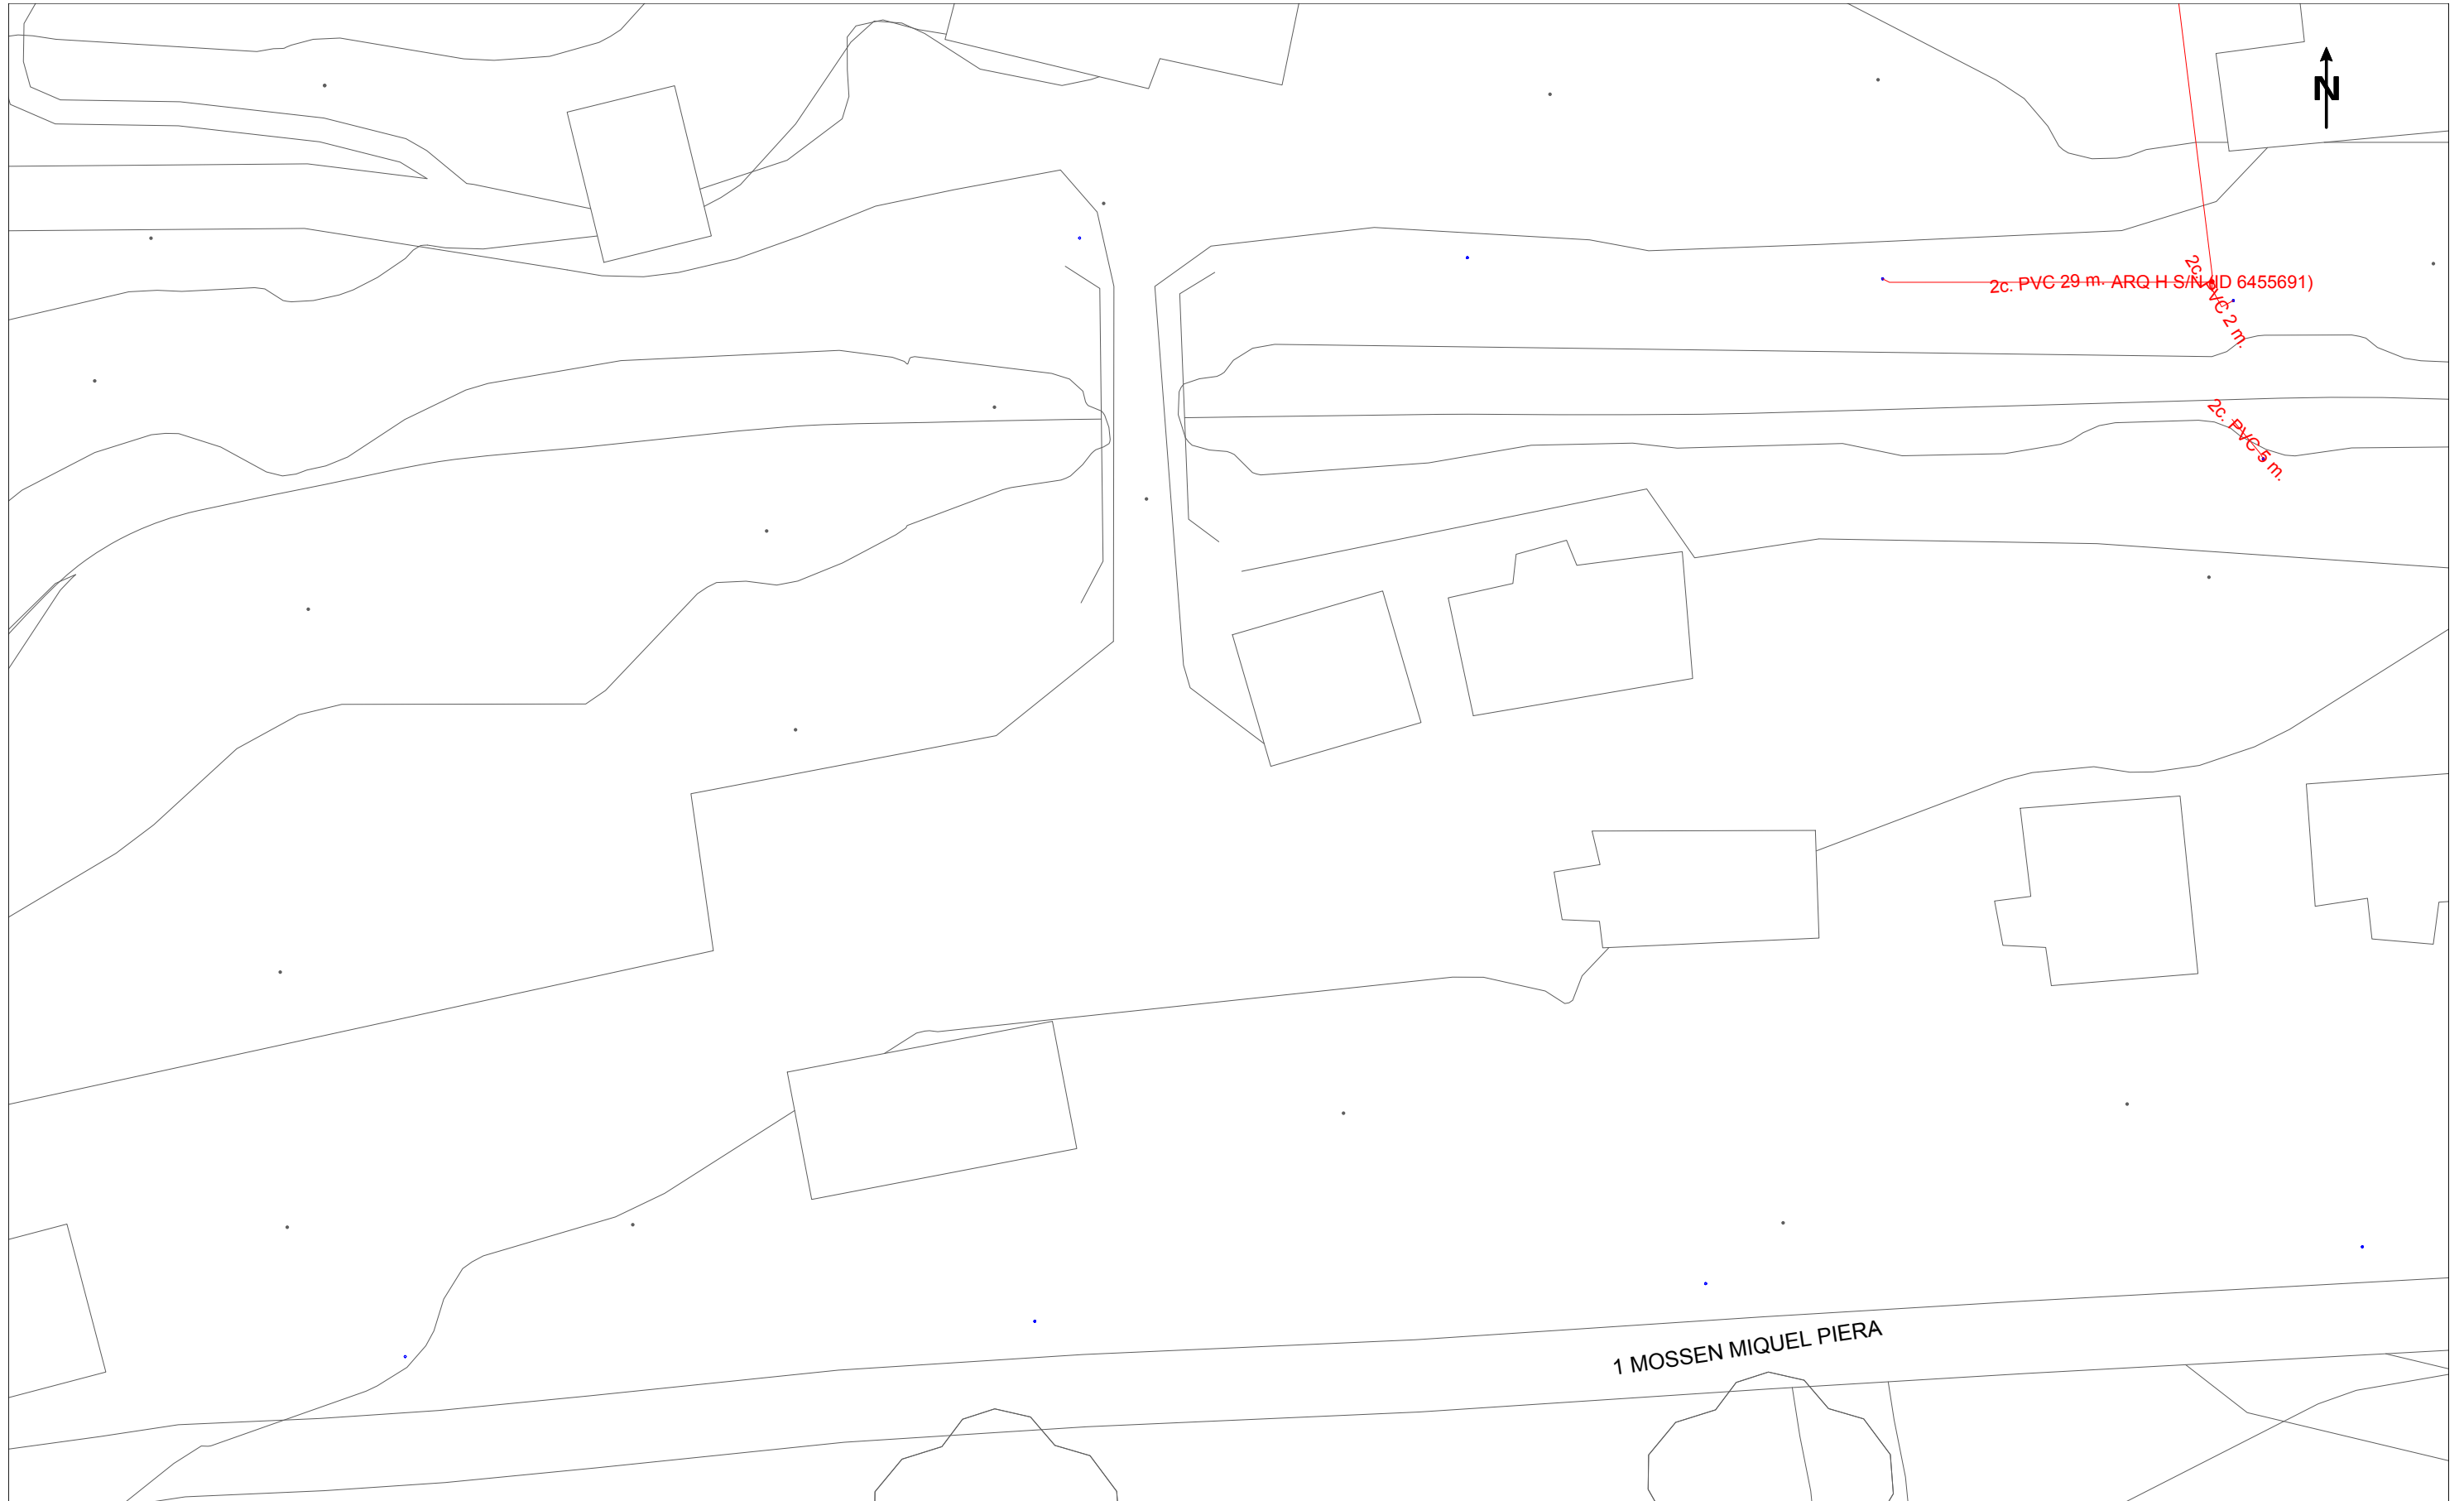 N
2c. PVC 29 m. ARQ H S/N (ID 6455691)
2c. PVC 2 m.
2c. PVC 5 m.
1 MOSSEN MIQUEL PIERA